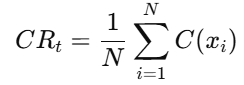 $CR_t = \frac{1}{N} \sum_{i=1}^{N} C(x_i)$